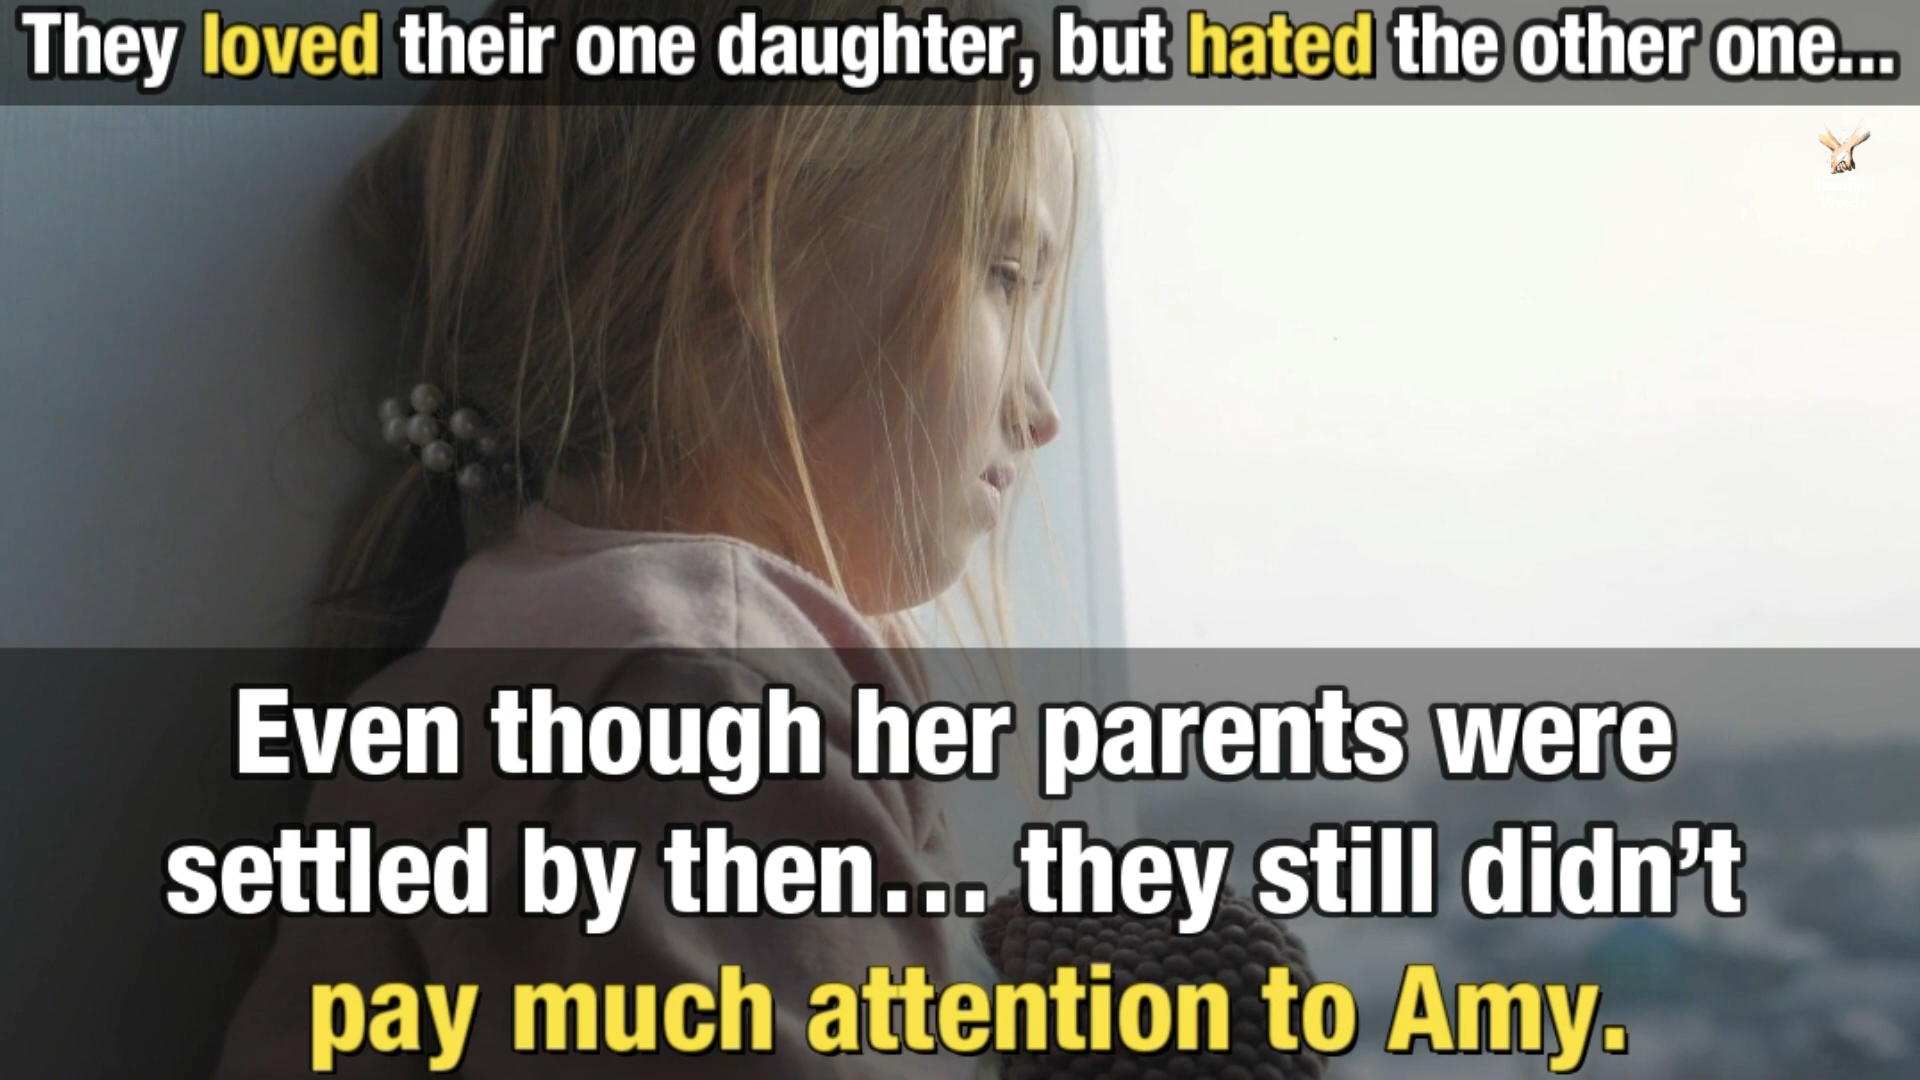 They loved their one daughter, but hated the other one...
Even though her parents were
settled by then... they still didn't
pay much attention to Amy.